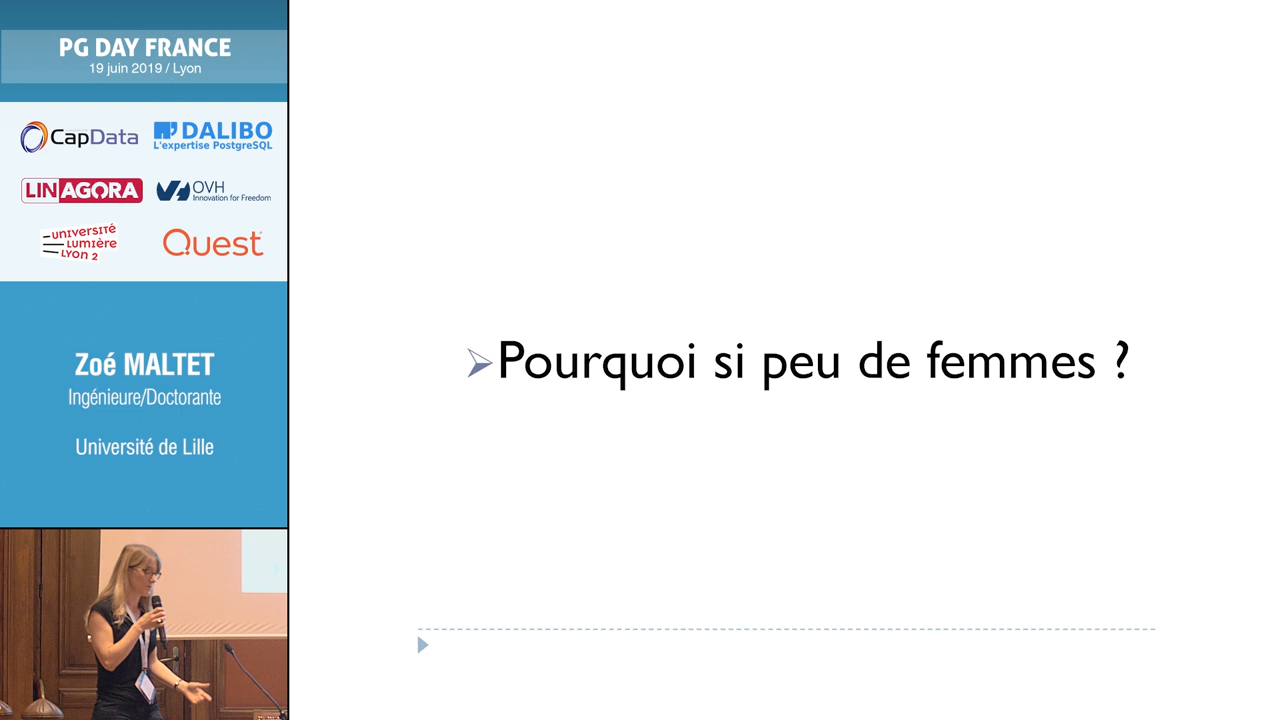 PG DAY FRANCE
19 juin 2019 / Lyon
CapData
DALIBO
L'expertise PostgreSQL
LINAGORA
OVH
Innovation for Freedom
UNIVERSITÉ
LUMIÈRE
LYON 2
Quest
Zoé MALTET
Ingénieure/Doctorante
Université de Lille
Pourquoi si peu de femmes ?